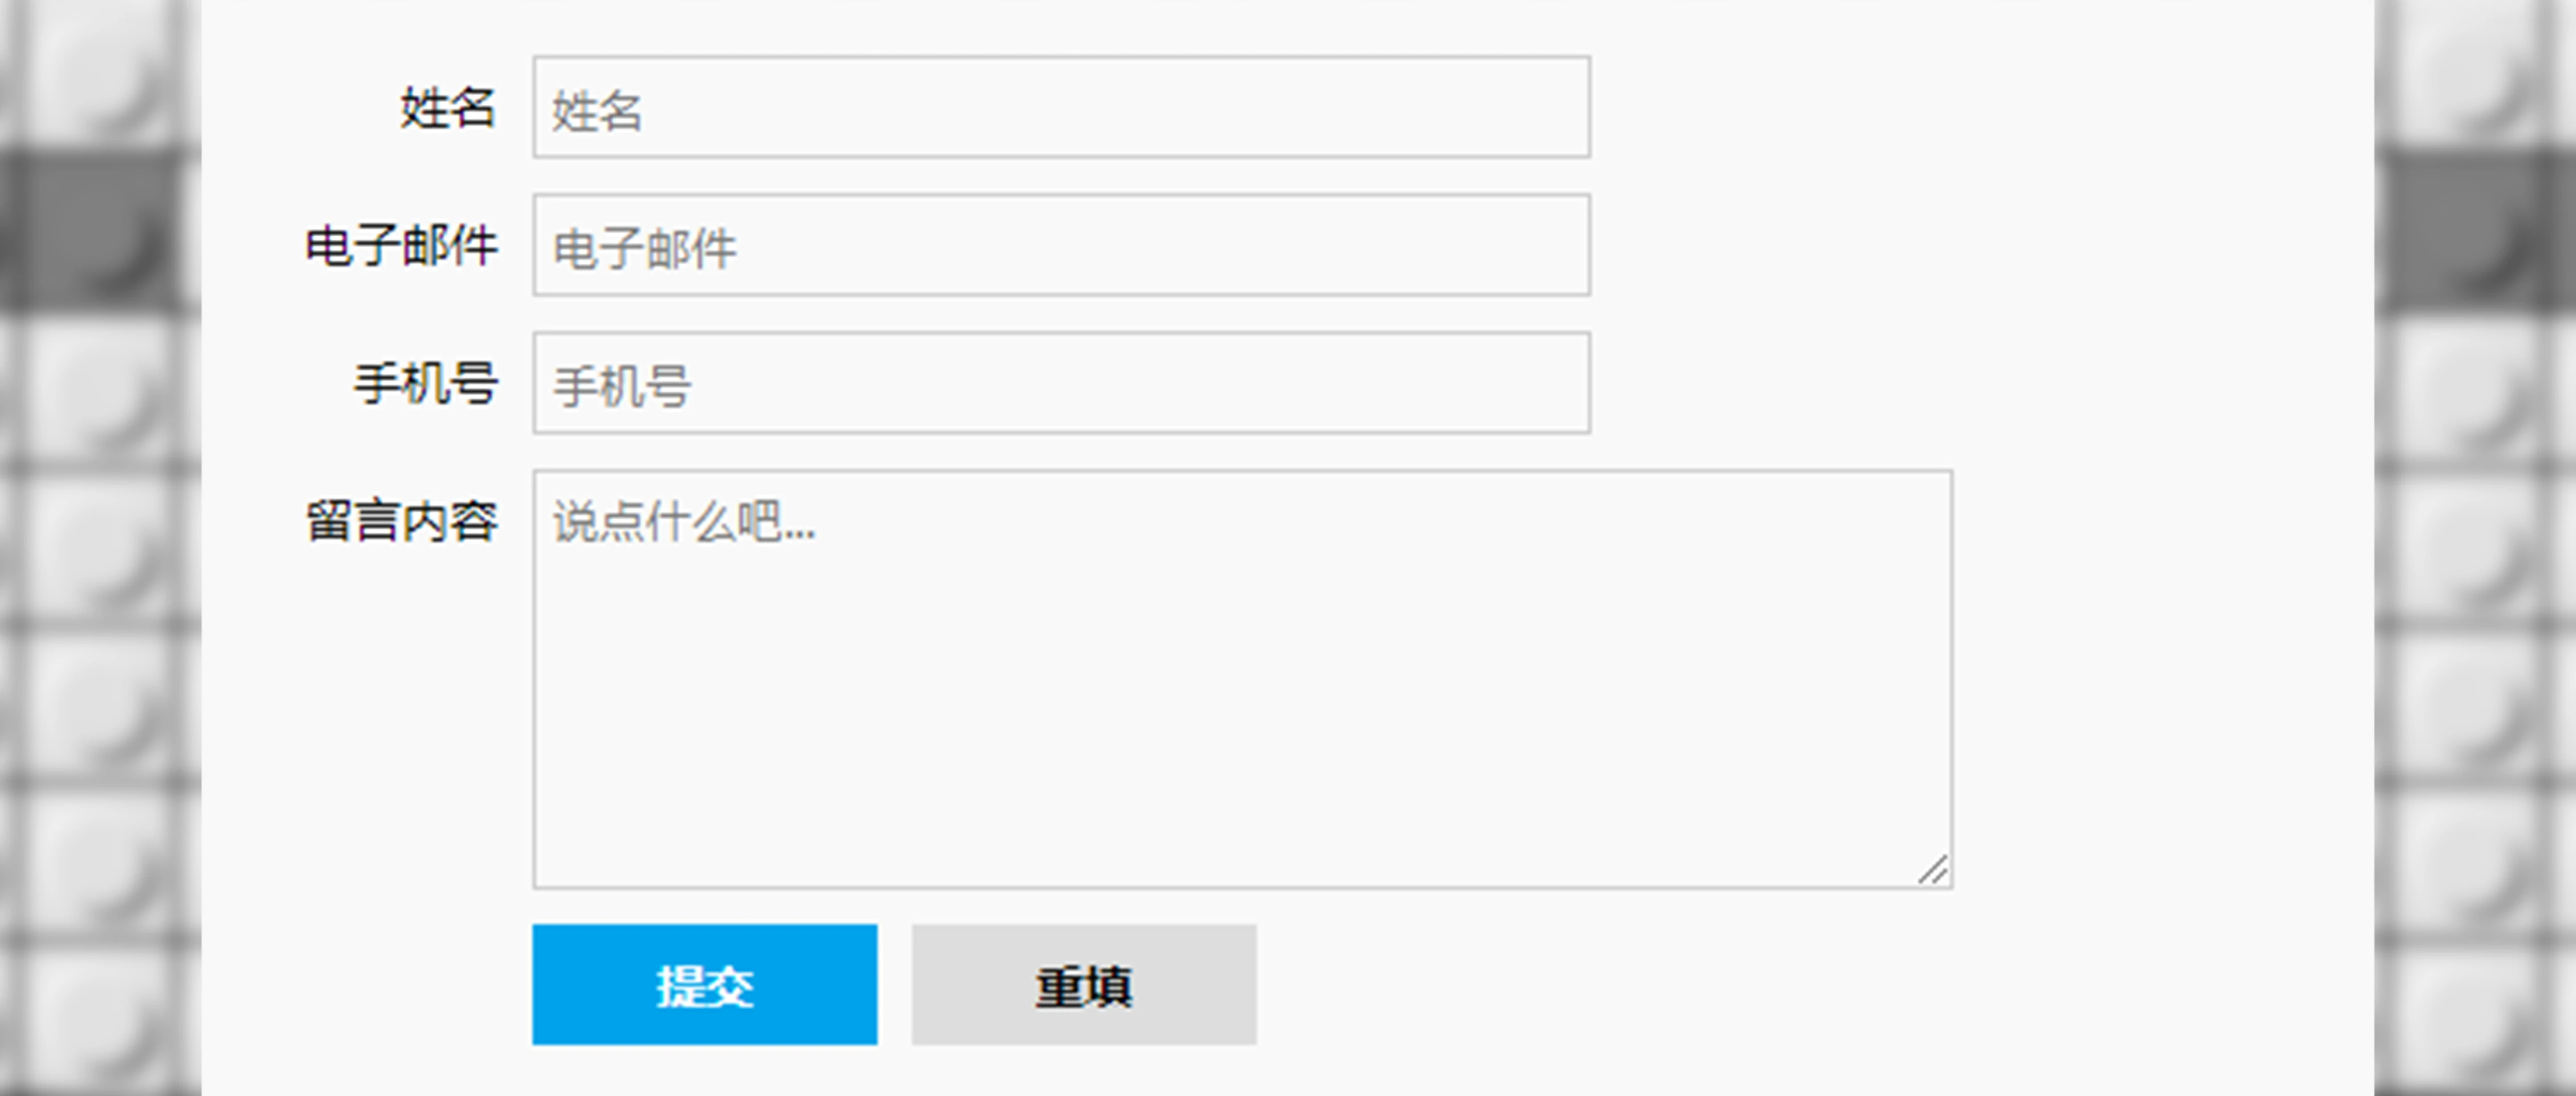 姓名 姓名
电子邮件 电子邮件
手机号 手机号
留言内容 说点什么吧...
提交 重填